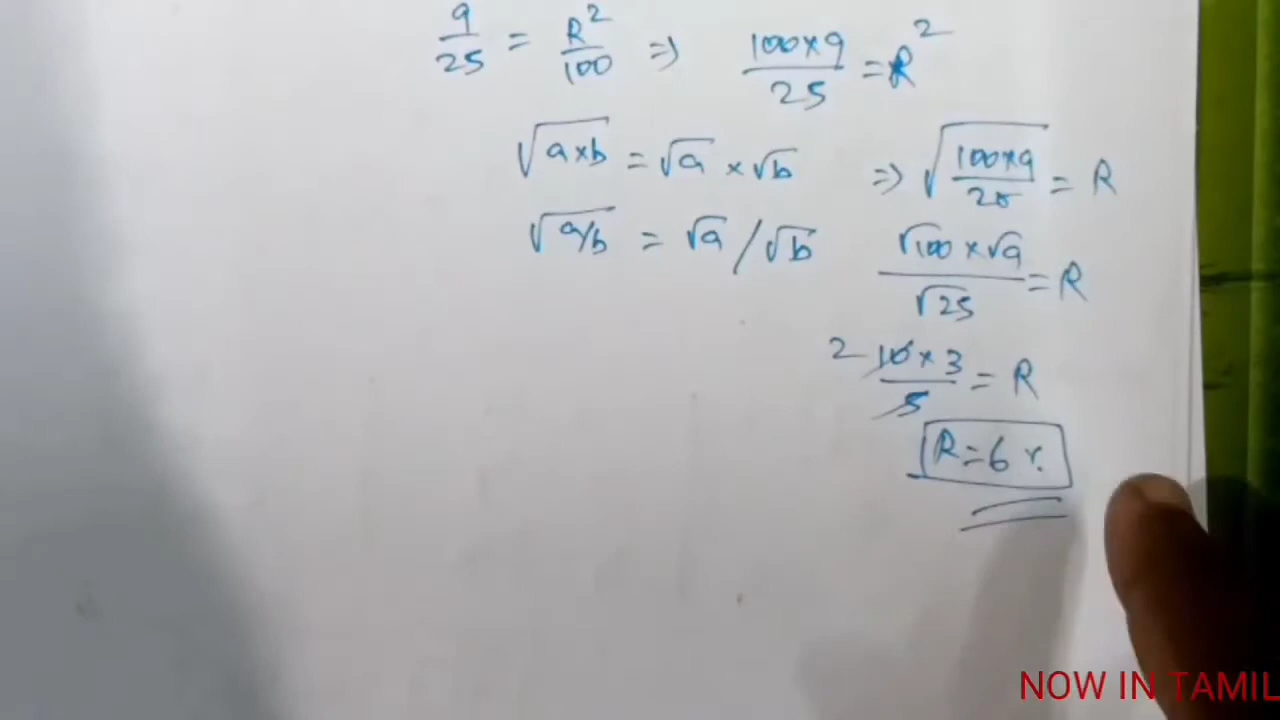 9/25 = R²/100 => 100×9/25 = R²
√a×b = √a × √b => √100×9/25 = R
√a/b = √a / √b √100 × √9/√25 = R
2 10 × 3/5 = R
R = 6 r.
NOW IN TAMIL